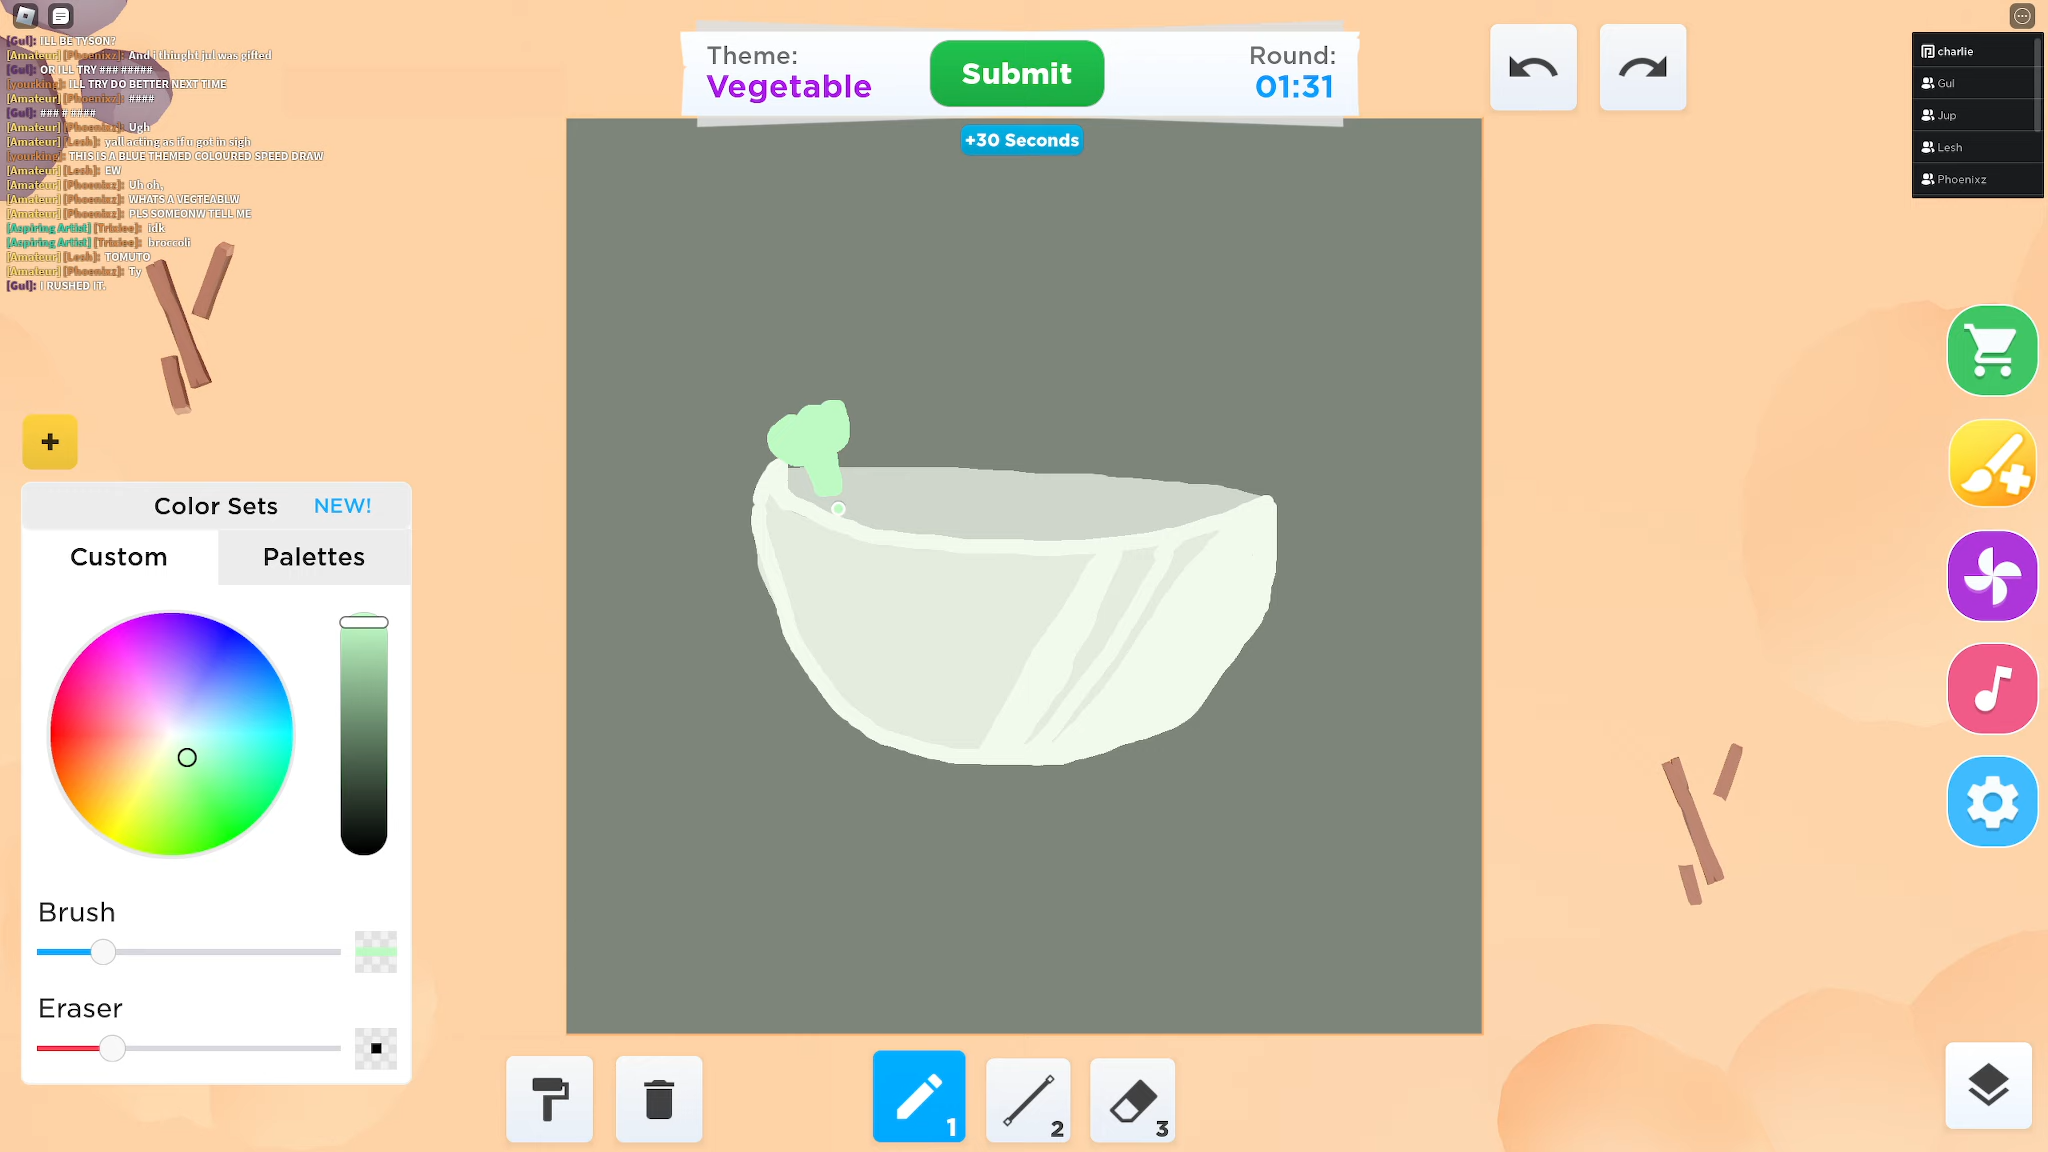 [Gul]: ILL BE TYSON?
[Amateur] [Phoenixz]: And i thiught jul was gifted
[Gul]: OR ILL TRY ### #####
[yourking]: ILL TRY DO BETTER NEXT TIME
[Amateur] [Phoenixz]: ####
[Gul]: ### # ####
[Amateur] [Phoenixz]: Ugh
[Amateur] [Lesh]: yall acting as if u got in sigh
[yourking]: THIS IS A BLUE THEMED COLOURED SPEED DRAW
[Amateur] [Lesh]: EW
[Amateur] [Phoenixz]: Uh oh,
[Amateur] [Phoenixz]: WHATS A VEGTEABLW
[Amateur] [Phoenixz]: PLS SOMEONW TELL ME
[Aspiring Artist] [Trixiee]: idk
[Aspiring Artist] [Trixiee]: broccoli
[Amateur] [Lesh]: TOMUTO
[Amateur] [Phoenixz]: Ty
[Gul]: I RUSHED IT.
Theme:
Vegetable
Submit
Round:
01:31
+30 Seconds
charlie
Gul
Jup
Lesh
Phoenixz
+
Color Sets NEW!
Custom
Palettes
Brush
Eraser
1
2
3